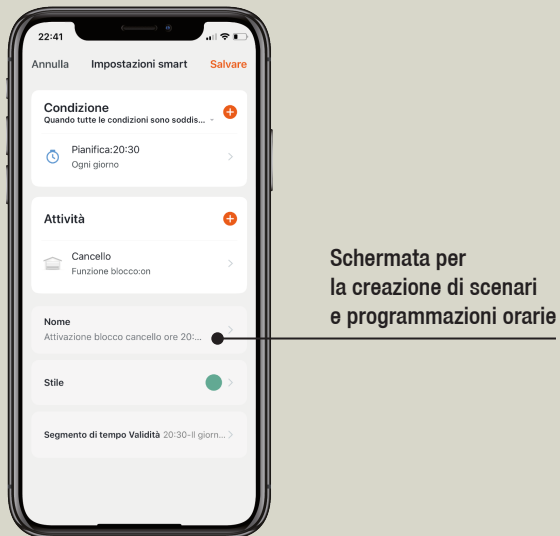 22:41
Annulla Impostazioni smart Salvare
Condizione
Quando tutte le condizioni sono soddis...
Pianifica:20:30
Ogni giorno
Attività
Cancello
Funzione blocco:on
Schermata per
la creazione di scenari
e programmazioni orarie
Nome
Attivazione blocco cancello ore 20:...
Stile
Segmento di tempo Validità 20:30-Il giorn...